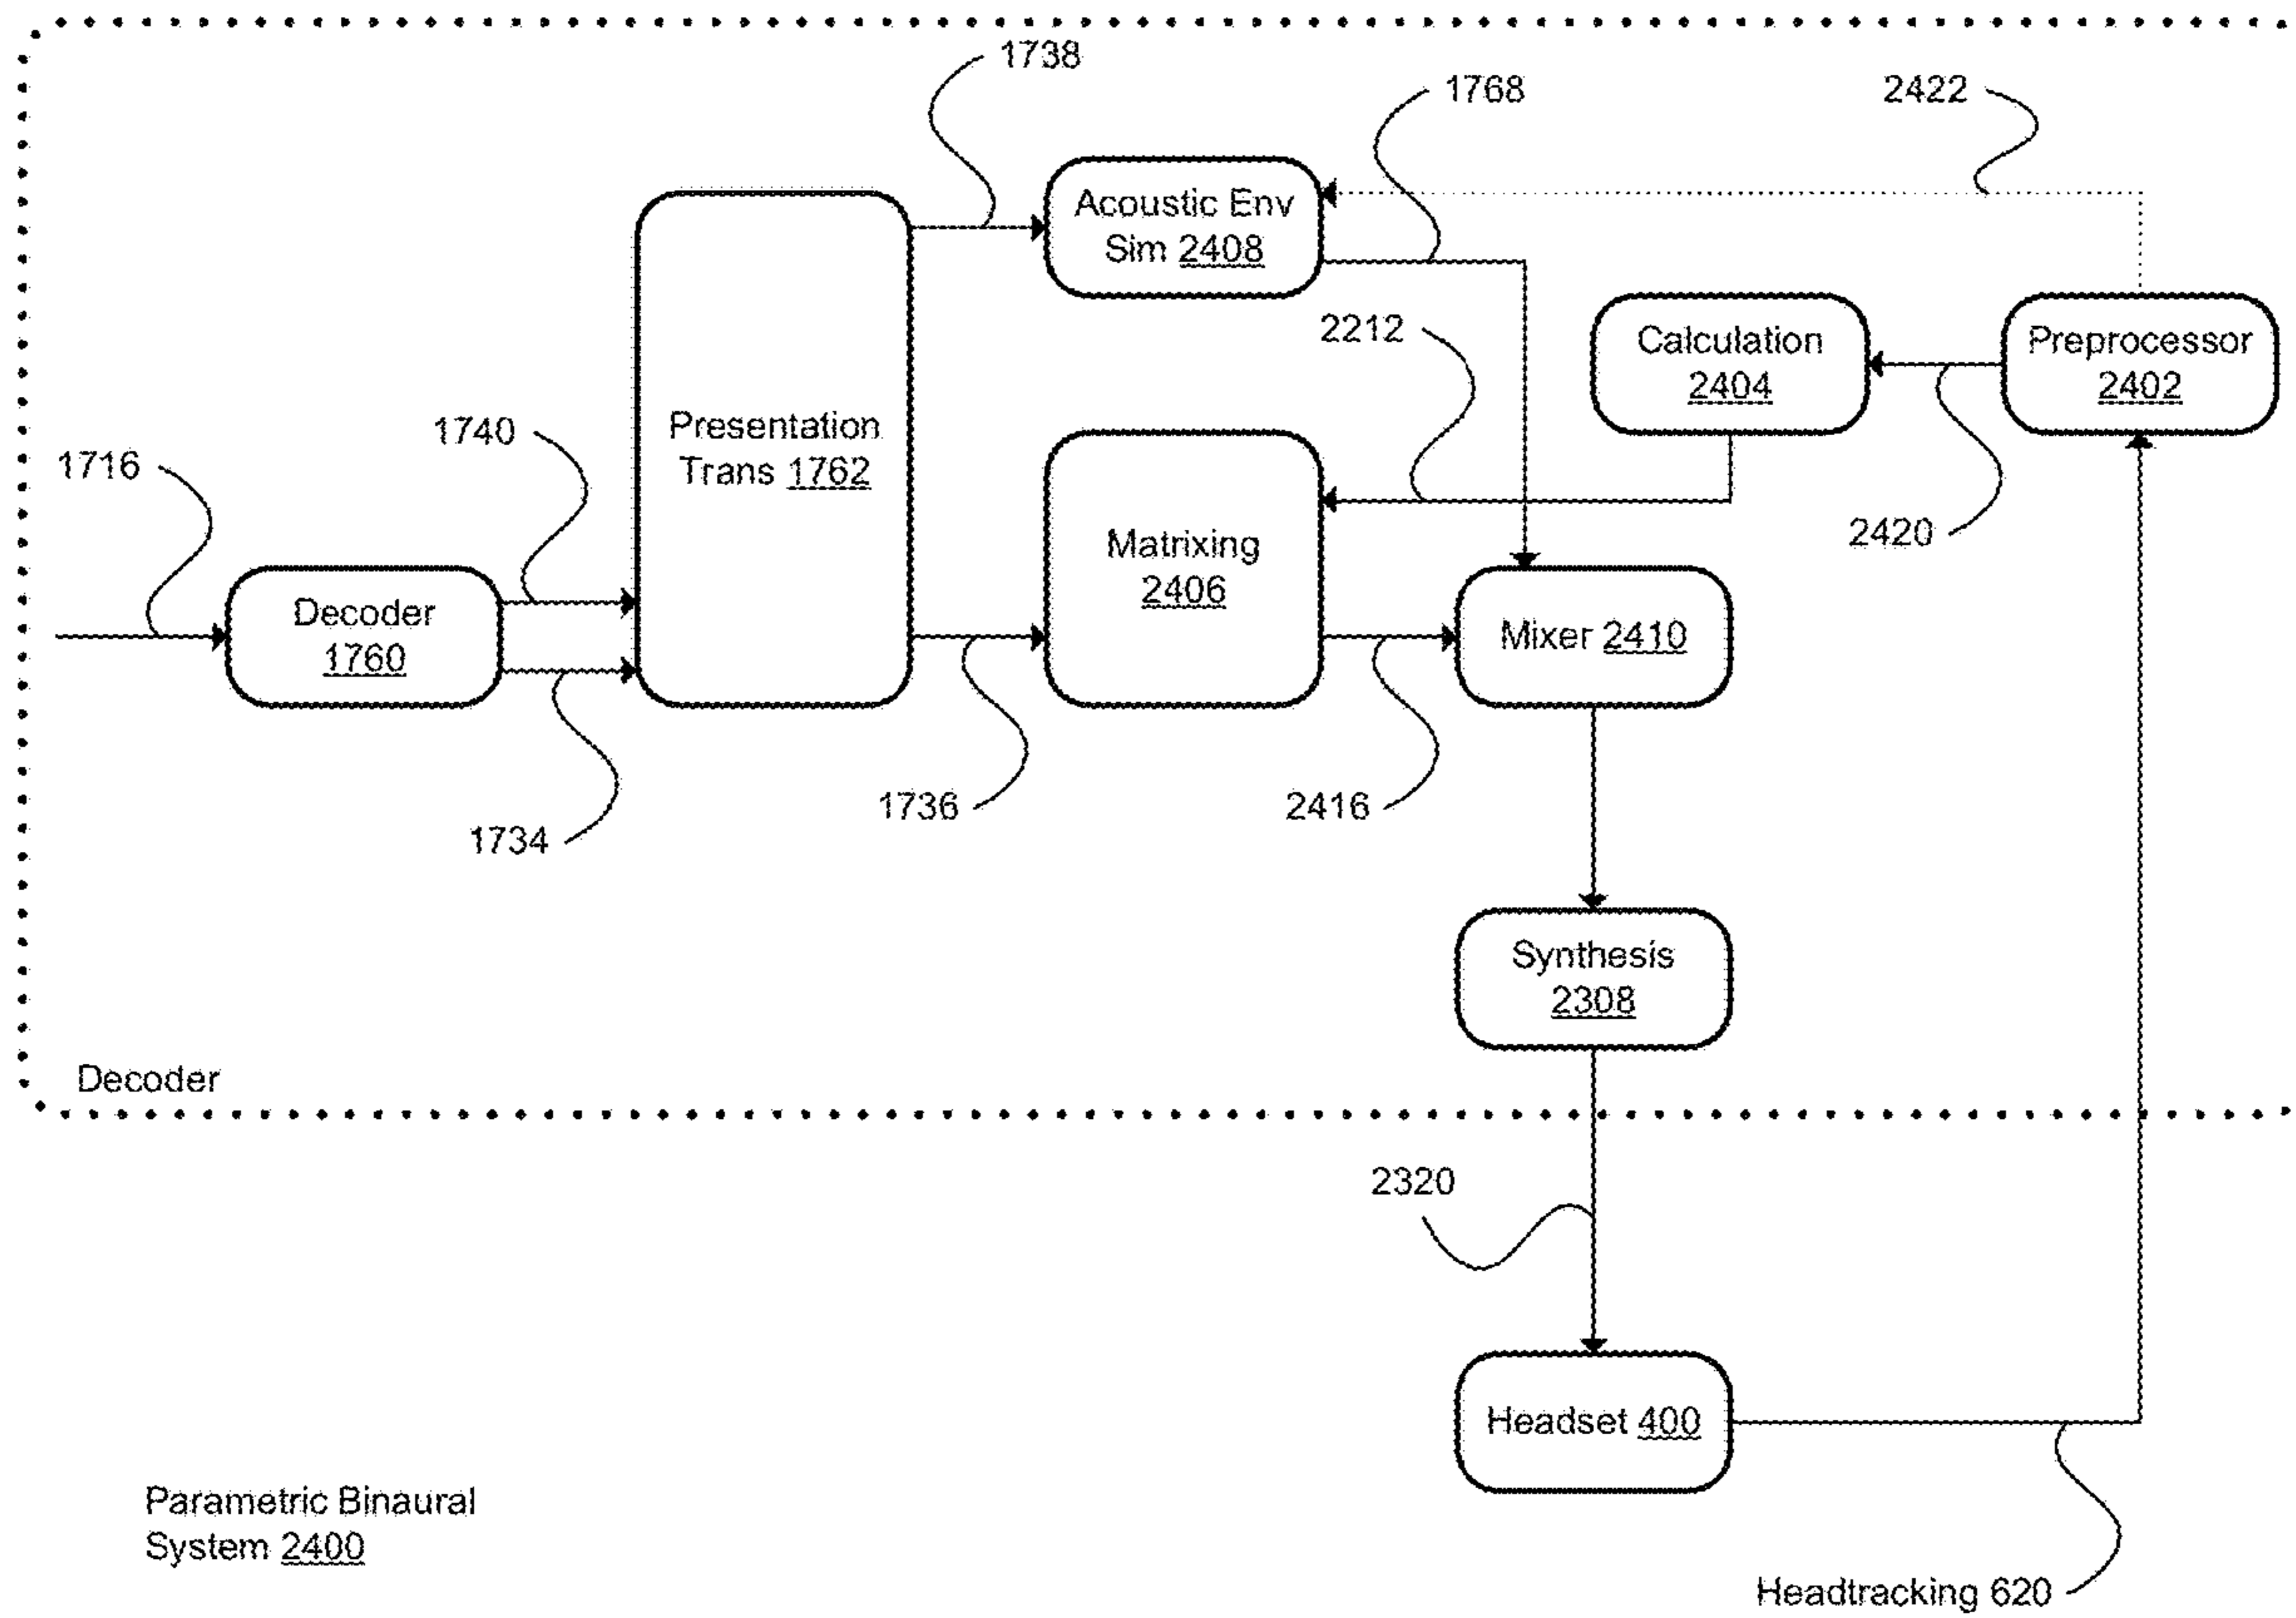 1738
1768
2422
Acoustic Env
Sim 2408
2212
Calculation
2404
Preprocessor
2402
1740
Presentation
Trans 1762
1716
2420
Matrixing
2406
Decoder
1760
Mixer 2410
1736
2416
1734
Synthesis
2308
Decoder
2320
Headset 400
Parametric Binaural
System 2400
Headtracking 620